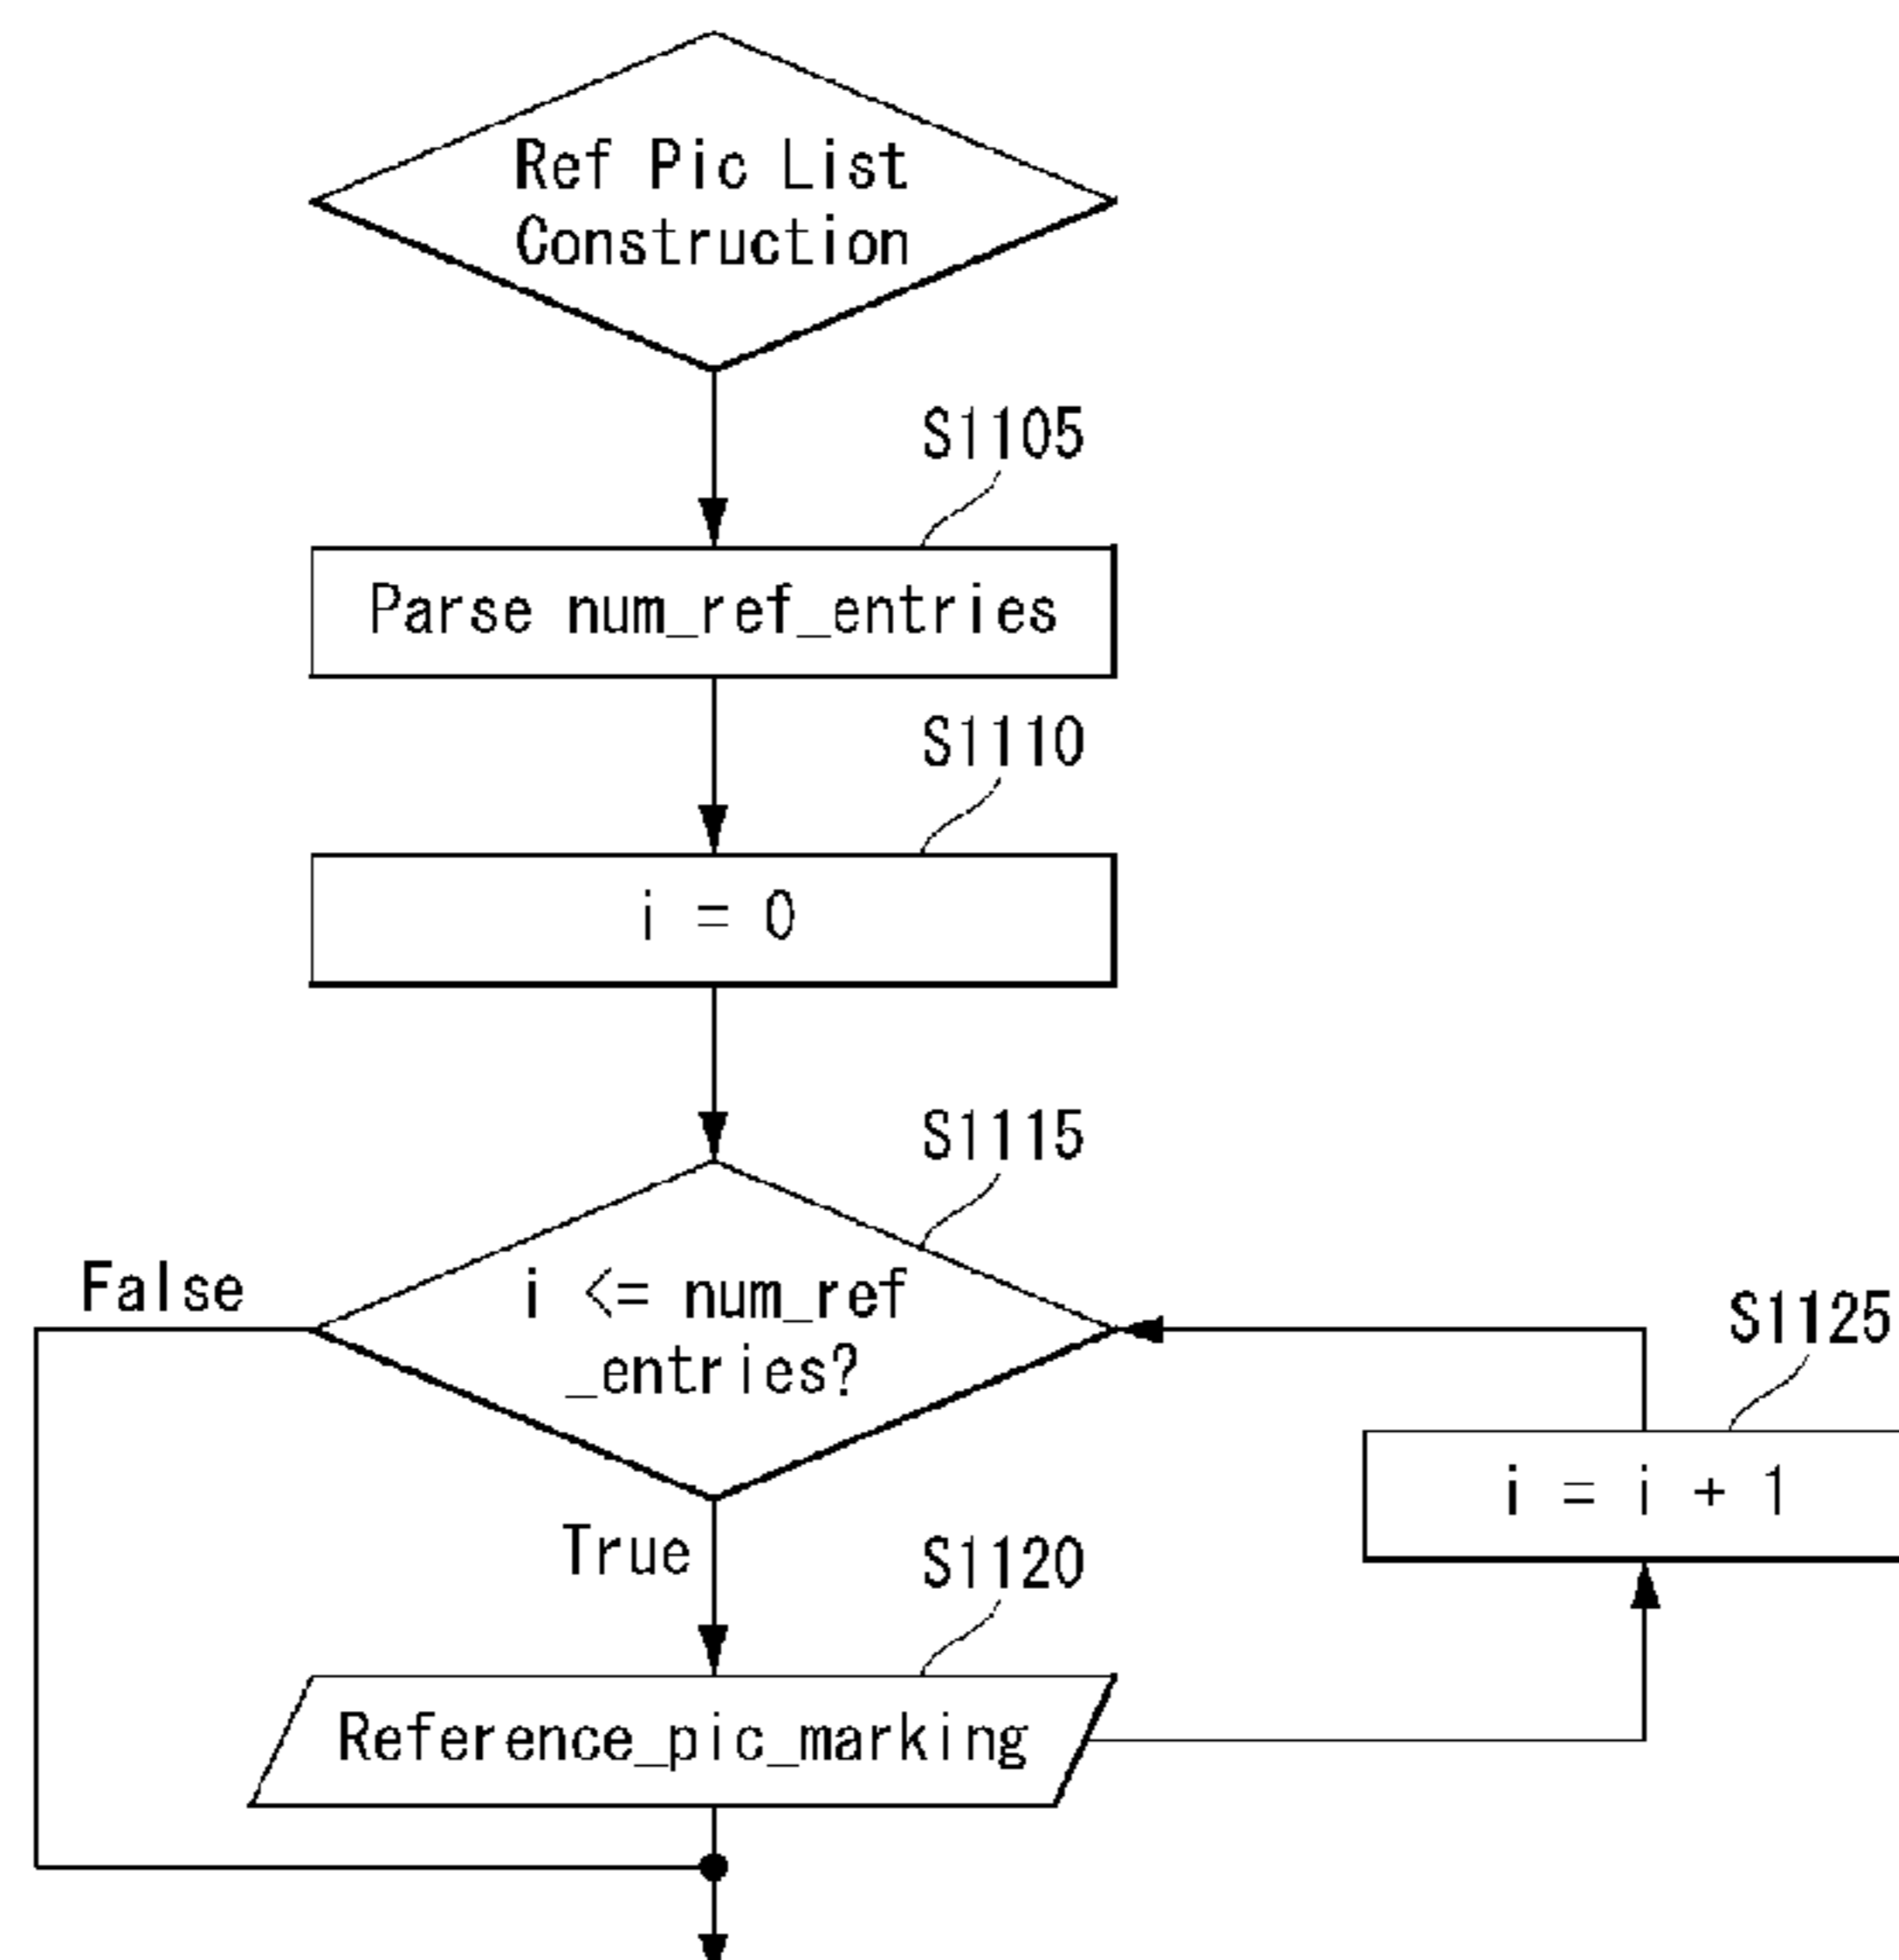 Ref Pic List
Construction
S1105
Parse num_ref_entries
S1110
i = 0
S1115
False
i <= num_ref
_entries?
S1125
i = i + 1
True
S1120
Reference_pic_marking